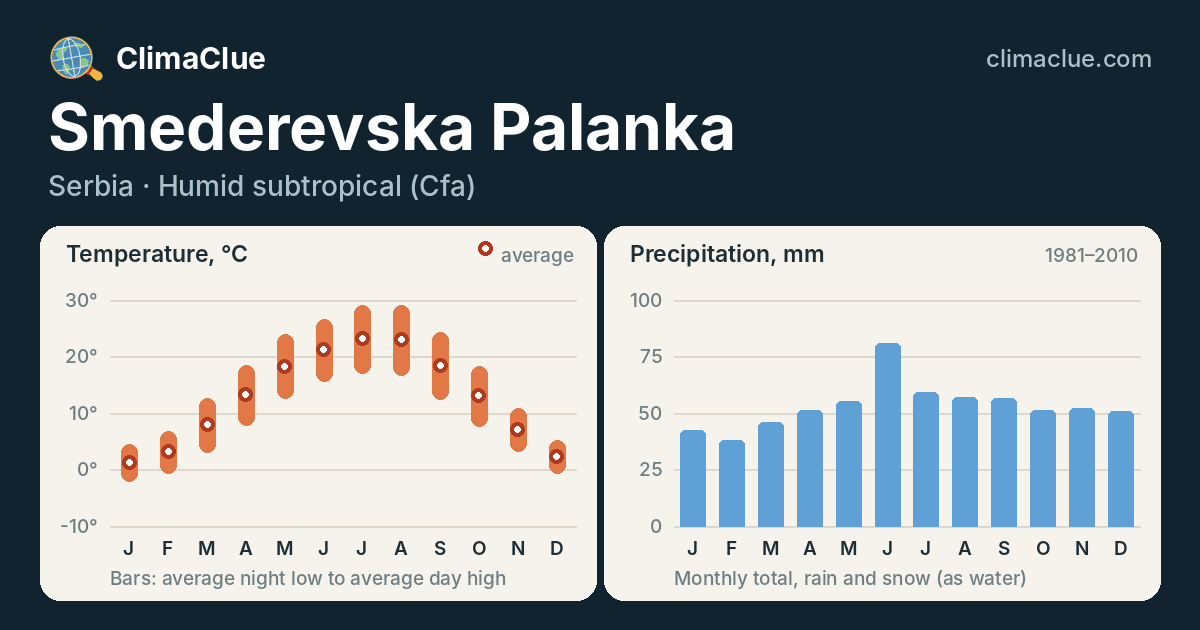 ClimaClue
climaclue.com
Smederevska Palanka
Serbia · Humid subtropical (Cfa)
Temperature, °C
average
30°
20°
10°
0°
-10°
J F M A M J J A S O N D
Bars: average night low to average day high
Precipitation, mm
1981–2010
100
75
50
25
0
J F M A M J J A S O N D
Monthly total, rain and snow (as water)